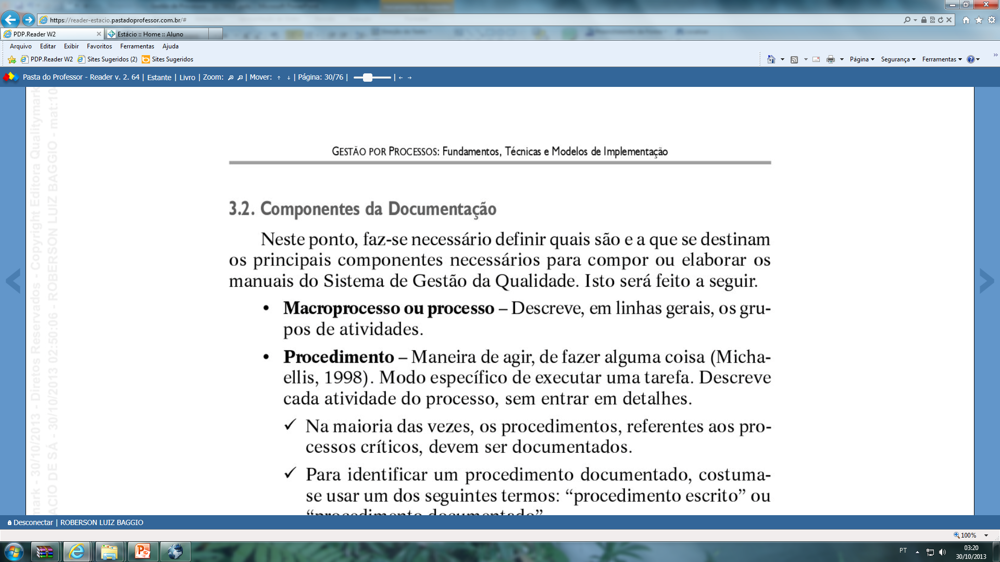 https://reader-estacio.pastadoprofessor.com.br/#
PDP.Reader W2
Estácio :: Home :: Aluno
Arquivo Editar Exibir Favoritos Ferramentas Ajuda
PDP.Reader W2 Sites Sugeridos (2) Sites Sugeridos
Página Segurança Ferramentas
Pasta do Professor - Reader v. 2. 64 | Estante | Livro | Zoom: | Mover: ↑ ↓ | Página: 30/76 | | ← →
mark - 30/10/2013 - Diretos Reservados - Copyright Editora Qualitymark
ACIO DE SÁ - 30/10/2013 02:50:06 - ROBERSON LUIZ BAGGIO - mat:10
GESTÃO POR PROCESSOS: Fundamentos, Técnicas e Modelos de Implementação
3.2. Componentes da Documentação
Neste ponto, faz-se necessário definir quais são e a que se destinam
os principais componentes necessários para compor ou elaborar os
manuais do Sistema de Gestão da Qualidade. Isto será feito a seguir.
• Macroprocesso ou processo – Descreve, em linhas gerais, os gru-
pos de atividades.
• Procedimento – Maneira de agir, de fazer alguma coisa (Micha-
ellis, 1998). Modo específico de executar uma tarefa. Descreve
cada atividade do processo, sem entrar em detalhes.
✓ Na maioria das vezes, os procedimentos, referentes aos pro-
cessos críticos, devem ser documentados.
✓ Para identificar um procedimento documentado, costuma-
se usar um dos seguintes termos: “procedimento escrito” ou
“procedimento documentado”
Desconectar | ROBERSON LUIZ BAGGIO
100%
PT
03:20
30/10/2013